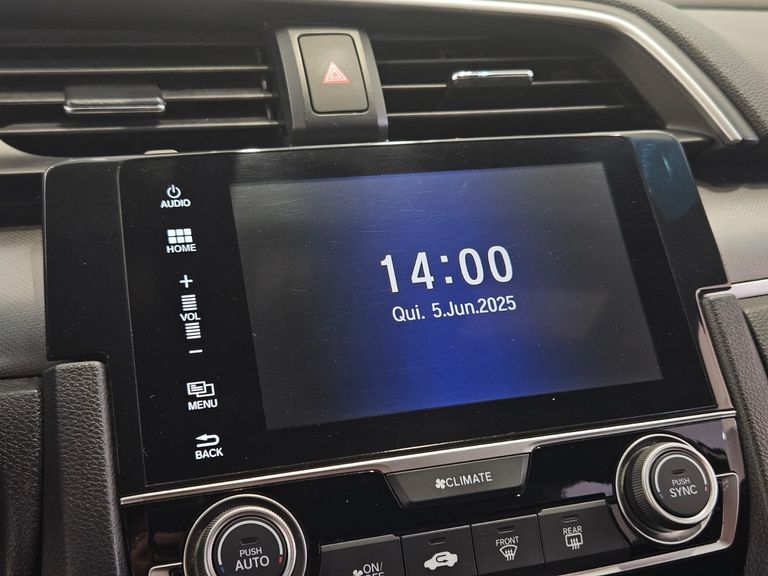 AUDIO
HOME
+
VOL
−
MENU
BACK
14:00
Qui. 5.Jun.2025
CLIMATE
PUSH
AUTO
ON/
OFF
FRONT
REAR
PUSH
SYNC